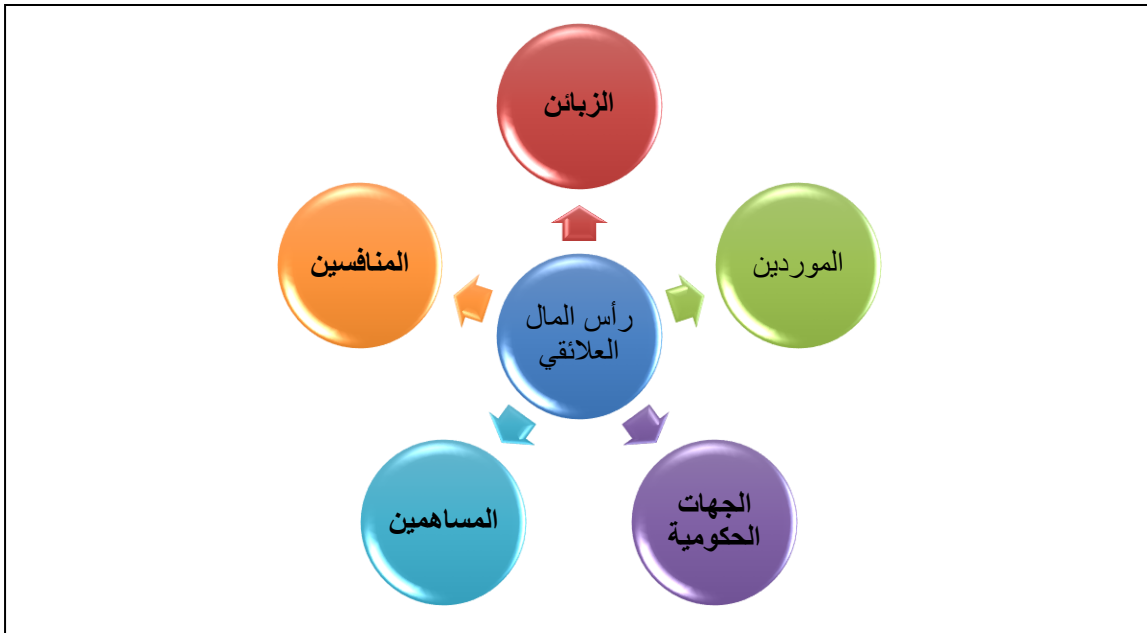 الزبائن
الموردين
المنافسين
رأس المال
العلائقي
الجهات
الحكومية
المساهمين